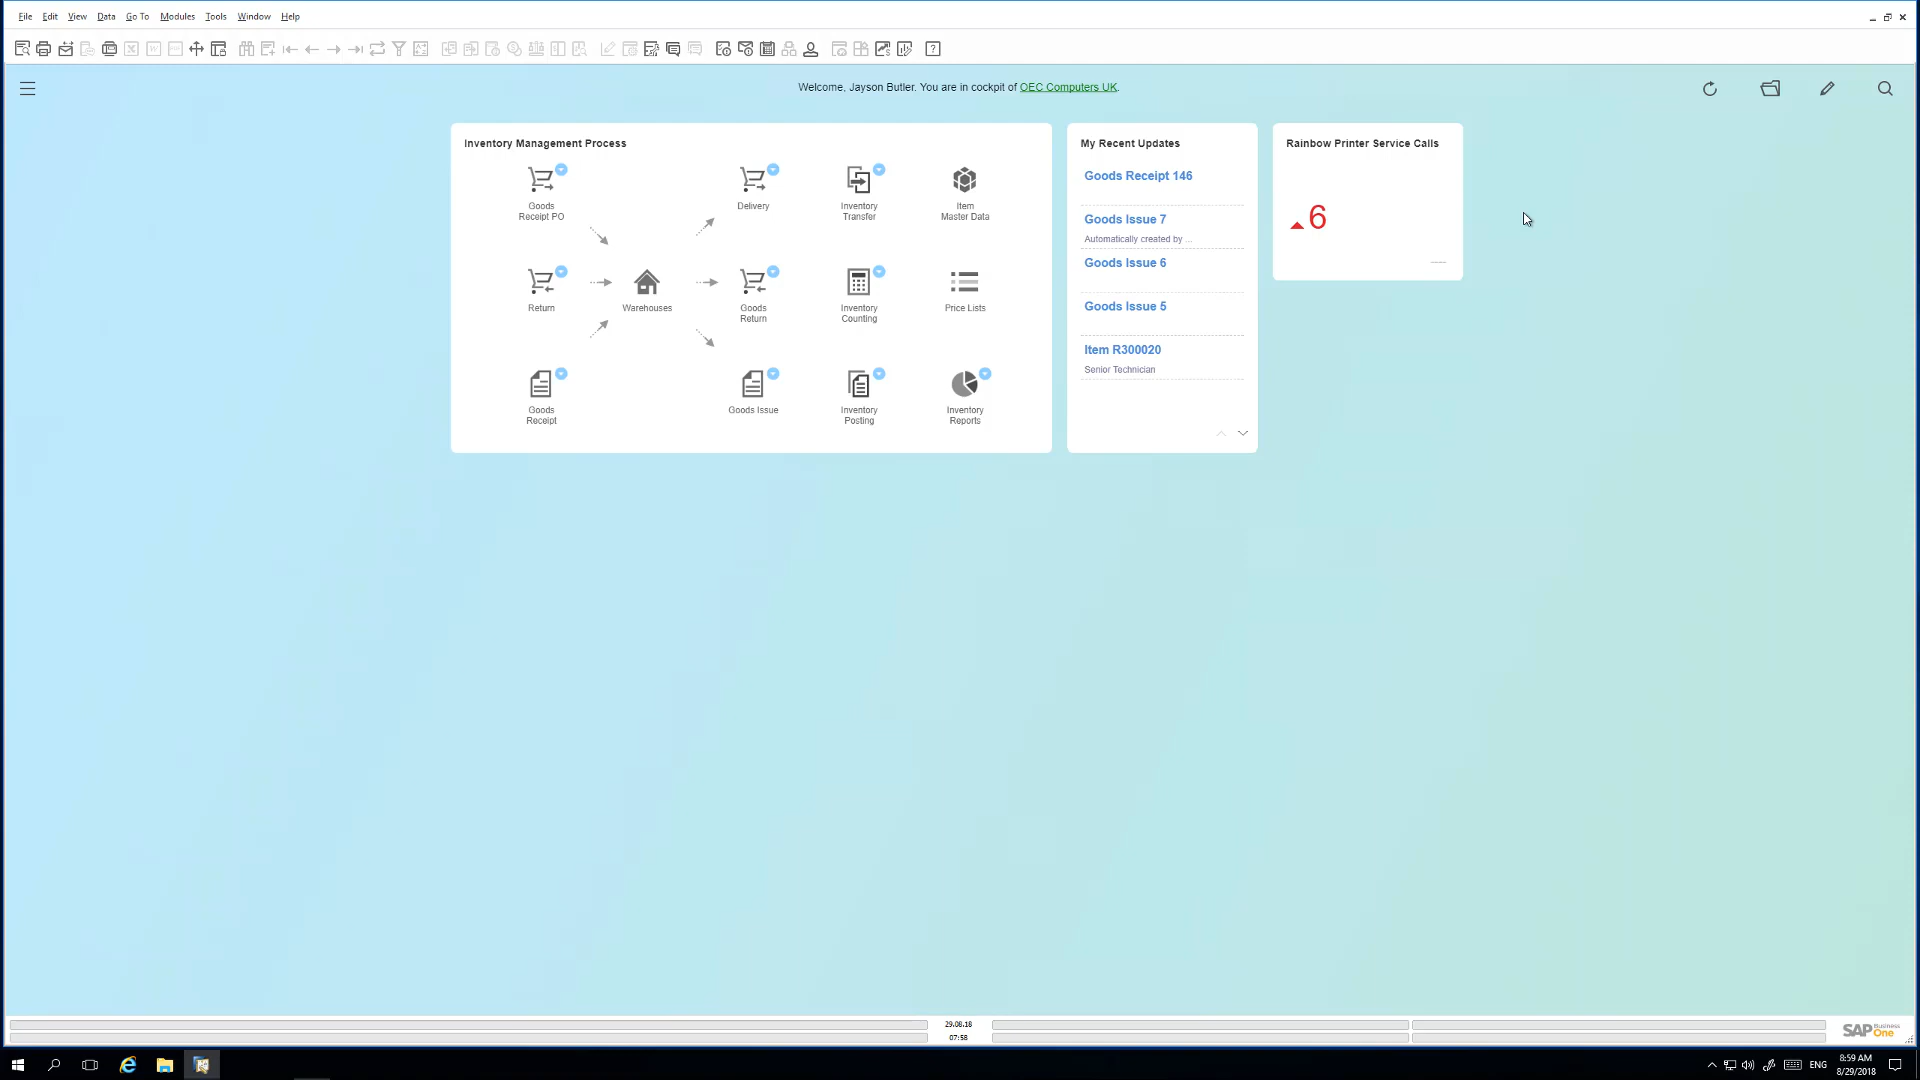 File Edit View Data Go To Modules Tools Window Help
Welcome, Jayson Butler. You are in cockpit of OEC Computers UK.
Inventory Management Process
Goods
Receipt PO
Delivery
Inventory
Transfer
Item
Master Data
Return
Warehouses
Goods
Return
Inventory
Counting
Price Lists
Goods
Receipt
Goods Issue
Inventory
Posting
Inventory
Reports
My Recent Updates
Goods Receipt 146
Goods Issue 7
Automatically created by ...
Goods Issue 6
Goods Issue 5
Item R300020
Senior Technician
Rainbow Printer Service Calls
6
29.08.18
07:58
SAP Business One
ENG
8:59 AM
8/29/2018